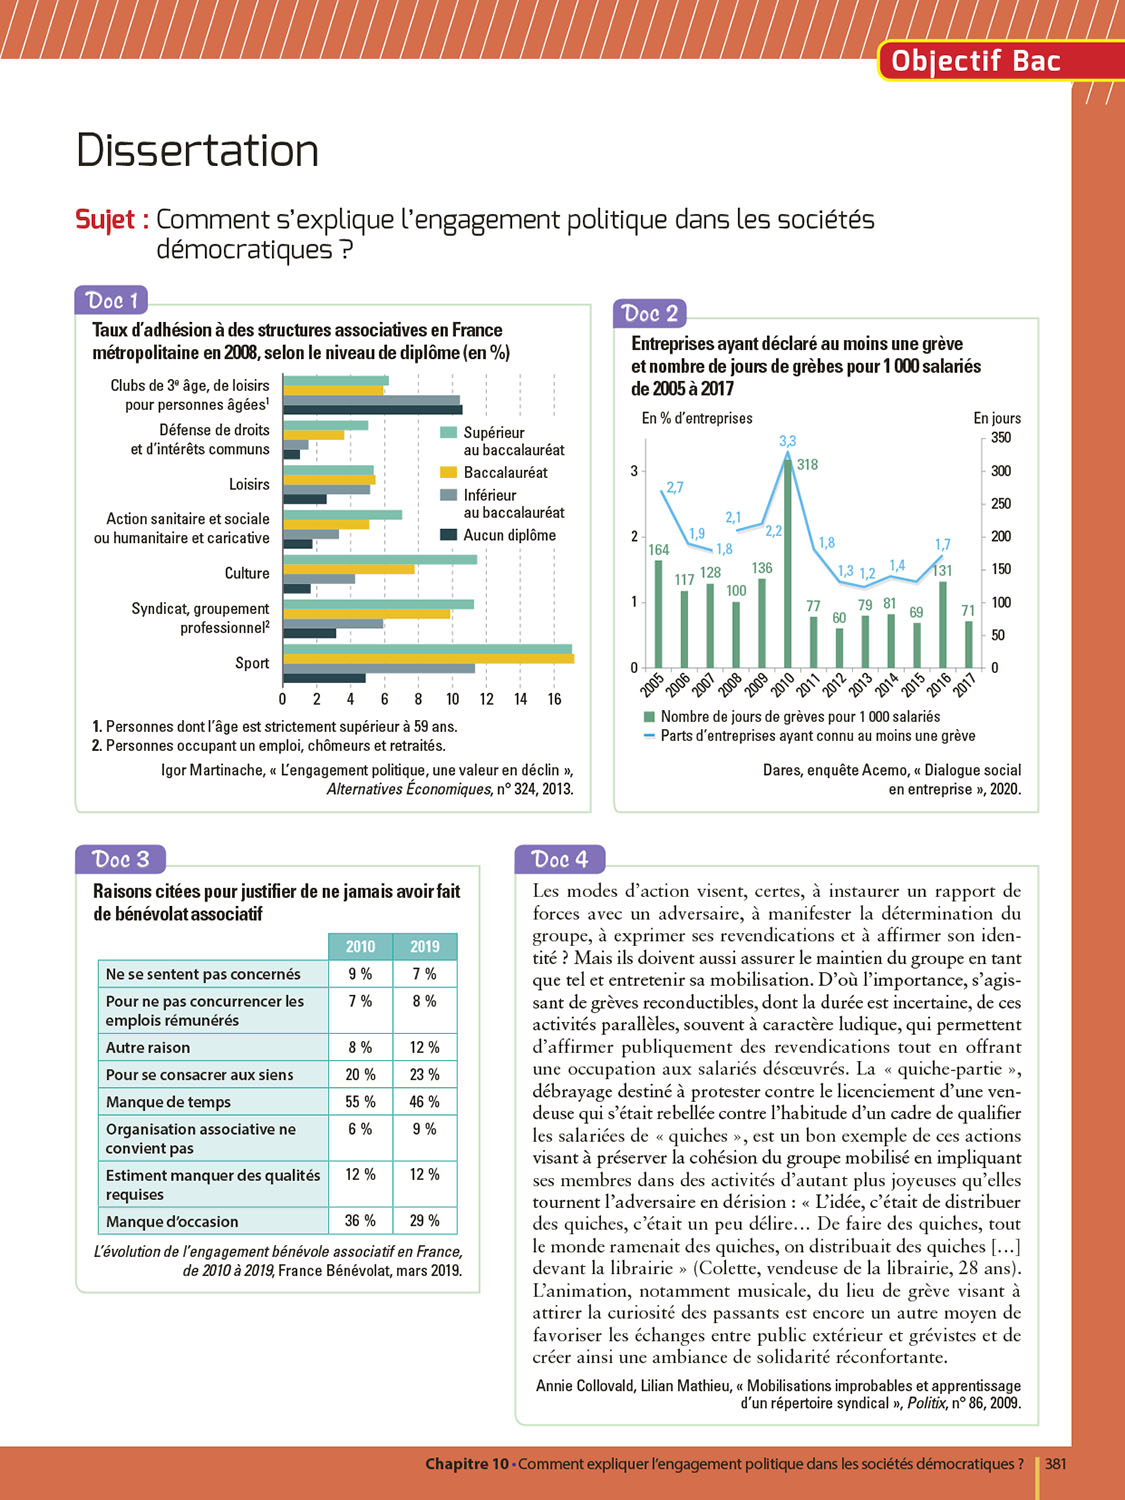 Objectif Bac
Dissertation
Sujet : Comment s'explique l'engagement politique dans les sociétés
démocratiques ?
Doc 1
Taux d'adhésion à des structures associatives en France
métropolitaine en 2008, selon le niveau de diplôme (en %)
Clubs de 3e âge, de loisirs
pour personnes âgées1
Défense de droits
et d'intérêts communs
Loisirs
Action sanitaire et sociale
ou humanitaire et caricative
Culture
Syndicat, groupement
professionnel2
Sport
Supérieur
au baccalauréat
Baccalauréat
Inférieur
au baccalauréat
Aucun diplôme
0 2 4 6 8 10 12 14 16
1. Personnes dont l'âge est strictement supérieur à 59 ans.
2. Personnes occupant un emploi, chômeurs et retraités.
Igor Martinache, « L'engagement politique, une valeur en déclin »,
Alternatives Économiques, n° 324, 2013.
Doc 2
Entreprises ayant déclaré au moins une grève
et nombre de jours de grèbes pour 1 000 salariés
de 2005 à 2017
En % d'entreprises
En jours
3
2
1
0
350
300
250
200
150
100
50
0
2,7
1,9
1,8
2,1
2,2
3,3
1,8
1,3
1,2
1,4
1,7
164
117
128
100
136
318
77
60
79
81
69
131
71
2005 2006 2007 2008 2009 2010 2011 2012 2013 2014 2015 2016 2017
Nombre de jours de grèves pour 1 000 salariés
Parts d'entreprises ayant connu au moins une grève
Dares, enquête Acemo, « Dialogue social
en entreprise », 2020.
Doc 3
Raisons citées pour justifier de ne jamais avoir fait
de bénévolat associatif
2010 2019
Ne se sentent pas concernés 9 % 7 %
Pour ne pas concurrencer les 7 % 8 %
emplois rémunérés
Autre raison 8 % 12 %
Pour se consacrer aux siens 20 % 23 %
Manque de temps 55 % 46 %
Organisation associative ne 6 % 9 %
convient pas
Estiment manquer des qualités 12 % 12 %
requises
Manque d'occasion 36 % 29 %
L'évolution de l'engagement bénévole associatif en France,
de 2010 à 2019, France Bénévolat, mars 2019.
Doc 4
Les modes d'action visent, certes, à instaurer un rapport de
forces avec un adversaire, à manifester la détermination du
groupe, à exprimer ses revendications et à affirmer son iden-
tité ? Mais ils doivent aussi assurer le maintien du groupe en tant
que tel et entretenir sa mobilisation. D'où l'importance, s'agis-
sant de grèves reconductibles, dont la durée est incertaine, de ces
activités parallèles, souvent à caractère ludique, qui permettent
d'affirmer publiquement des revendications tout en offrant
une occupation aux salariés désœuvrés. La « quiche-partie »,
débrayage destiné à protester contre le licenciement d'une ven-
deuse qui s'était rebellée contre l'habitude d'un cadre de qualifier
les salariées de « quiches », est un bon exemple de ces actions
visant à préserver la cohésion du groupe mobilisé en impliquant
ses membres dans des activités d'autant plus joyeuses qu'elles
tournent l'adversaire en dérision : « L'idée, c'était de distribuer
des quiches, c'était un peu délire… De faire des quiches, tout
le monde ramenait des quiches, on distribuait des quiches […]
devant la librairie » (Colette, vendeuse de la librairie, 28 ans).
L'animation, notamment musicale, du lieu de grève visant à
attirer la curiosité des passants est encore un autre moyen de
favoriser les échanges entre public extérieur et grévistes et de
créer ainsi une ambiance de solidarité réconfortante.
Annie Collovald, Lilian Mathieu, « Mobilisations improbables et apprentissage
d'un répertoire syndical », Politix, n° 86, 2009.
Chapitre 10 • Comment expliquer l'engagement politique dans les sociétés démocratiques ? 381